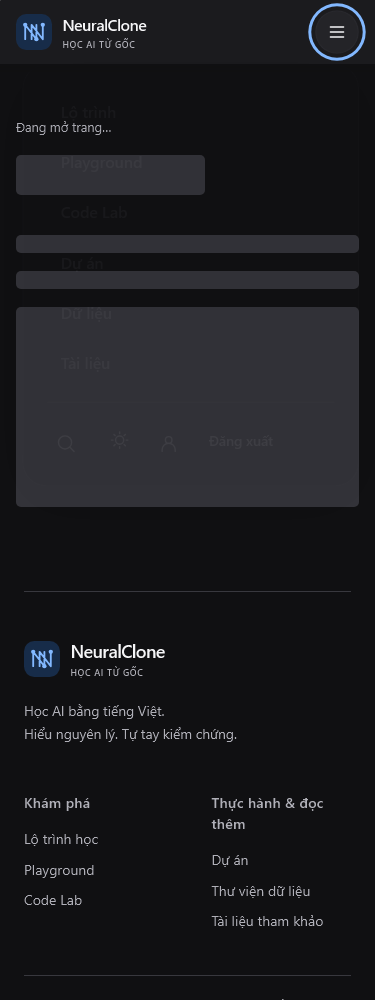 NeuralClone
HỌC AI TỪ GỐC
Lộ trình
Đang mở trang...
Playground
Code Lab
Dự án
Dữ liệu
Tài liệu
Đăng xuất
NeuralClone
HỌC AI TỪ GỐC
Học AI bằng tiếng Việt.
Hiểu nguyên lý. Tự tay kiểm chứng.
Khám phá
Lộ trình học
Playground
Code Lab
Thực hành & đọc
thêm
Dự án
Thư viện dữ liệu
Tài liệu tham khảo